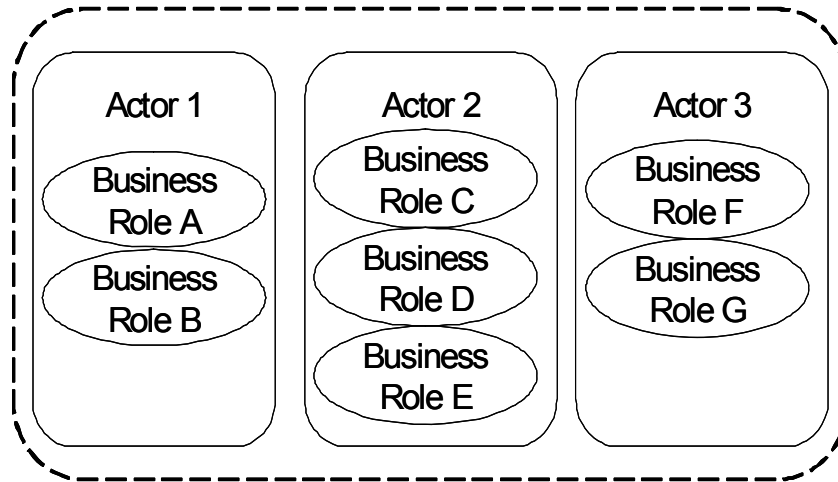 Actor 1
Business
Role A
Business
Role B
Actor 2
Business
Role C
Business
Role D
Business
Role E
Actor 3
Business
Role F
Business
Role G